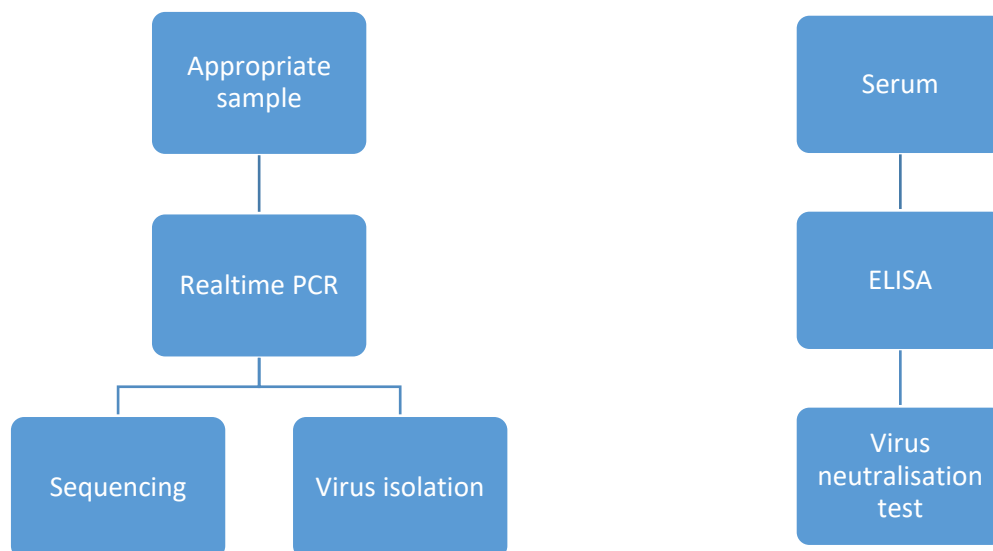 Appropriate
sample
Serum
Realtime PCR
ELISA
Sequencing
Virus isolation
Virus
neutralisation
test